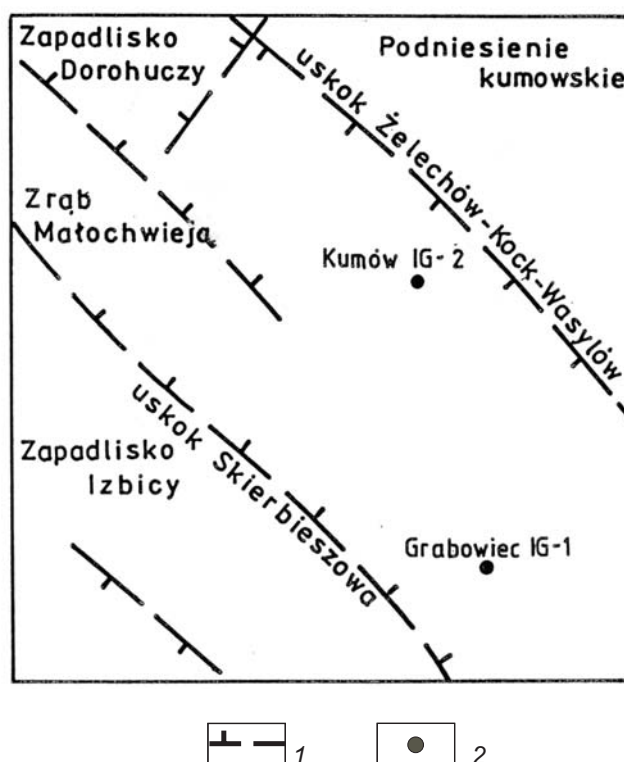 Zapadlisko
Dorohuczy
Podniesienie
kumowskie
uskok Żelechów-Kock-Wasylów
Zrąb
Małochwieja
Kumów IG-2
uskok Skierbieszowa
Zapadlisko
Izbicy
Grabowiec IG-1
1
2